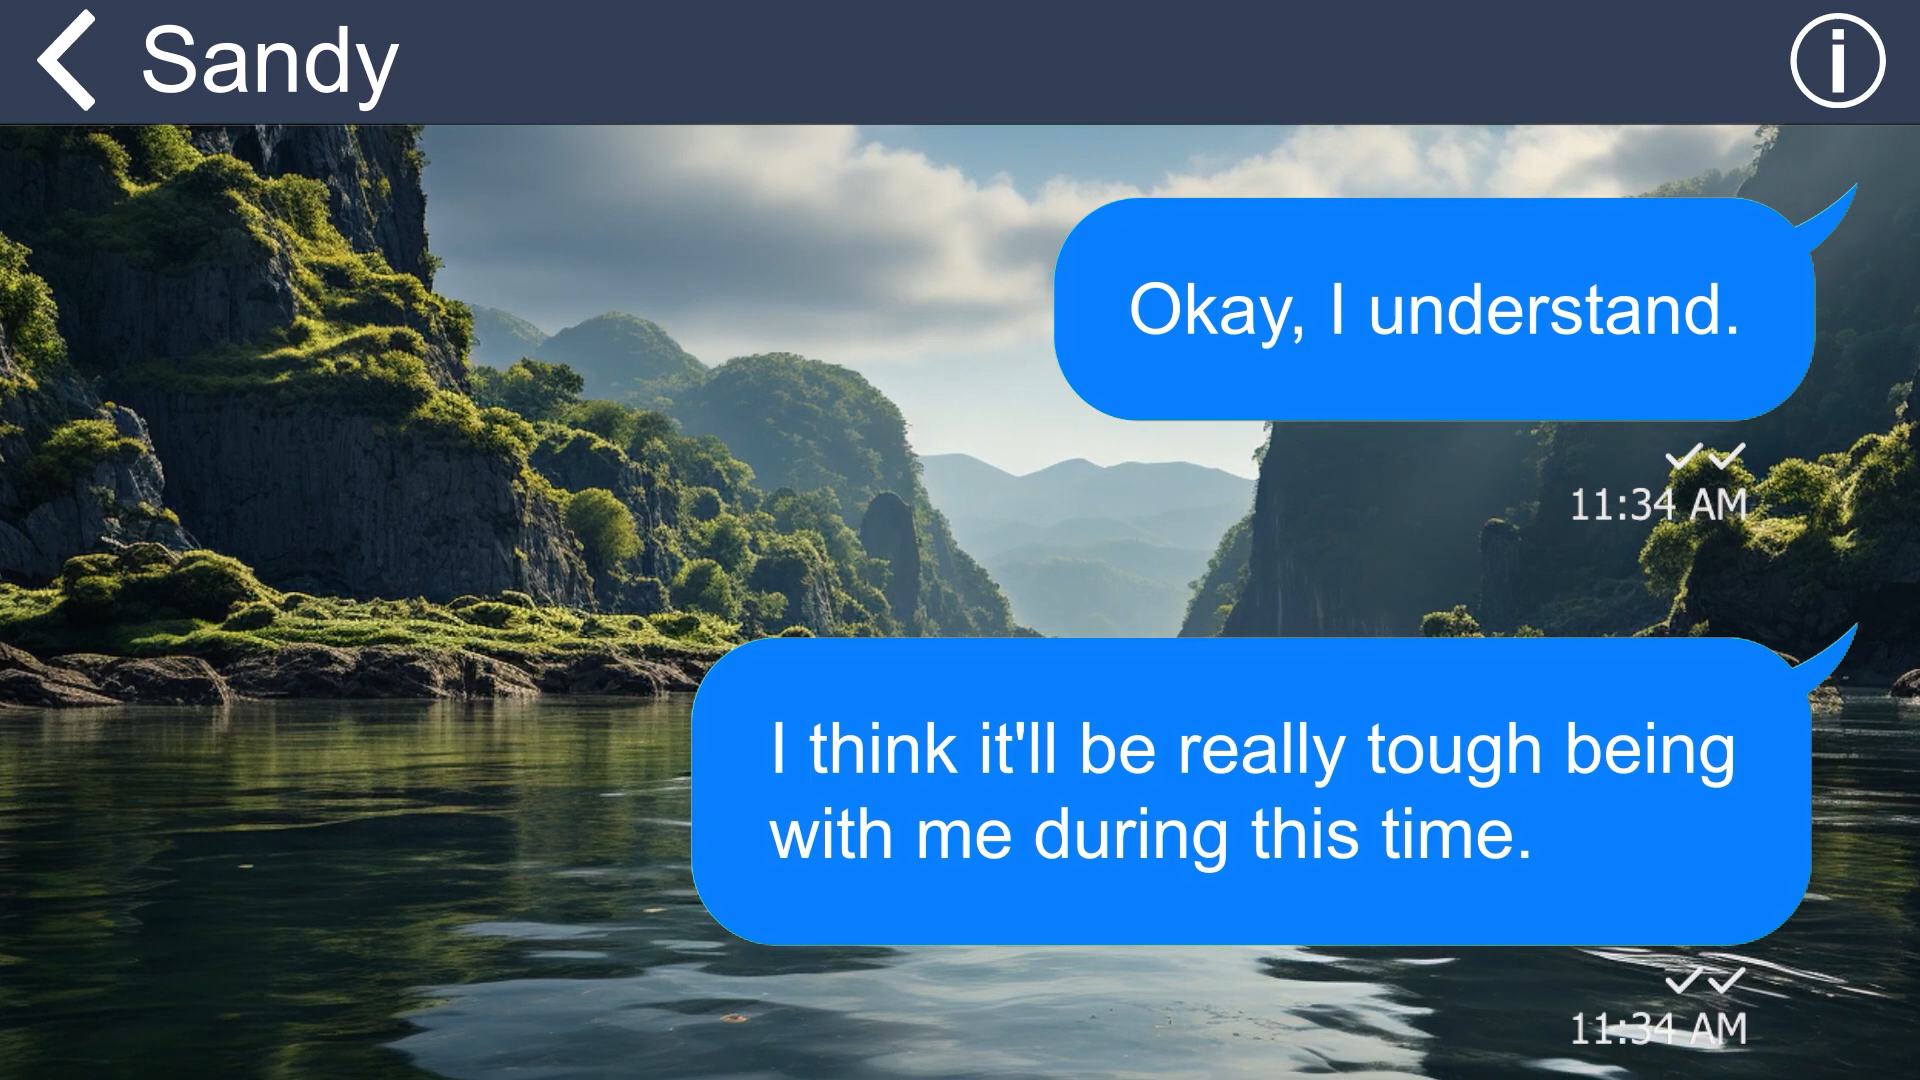 Sandy
Okay, I understand.
11:34 AM
I think it'll be really tough being
with me during this time.
11:34 AM